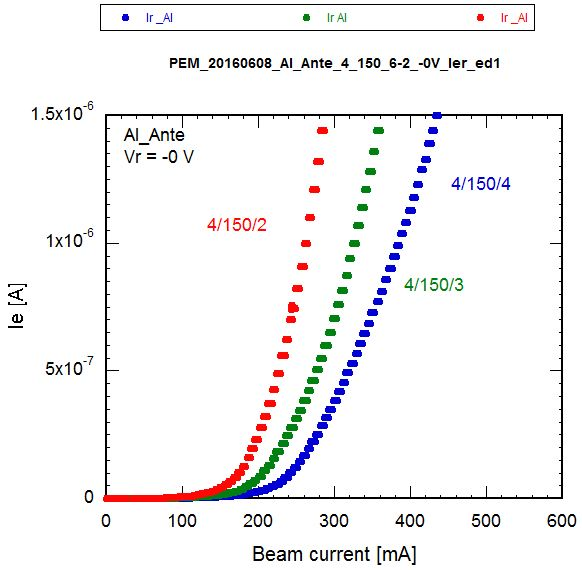 Ir _Al
Ir Al
Ir _Al
PEM_20160608_Al_Ante_4_150_6-2_-0V_Ier_ed1
1.5x10-6
Al_Ante
Vr = -0 V
4/150/4
4/150/2
1x10-6
4/150/3
Ie [A]
5x10-7
0
0 100 200 300 400 500 600
Beam current [mA]